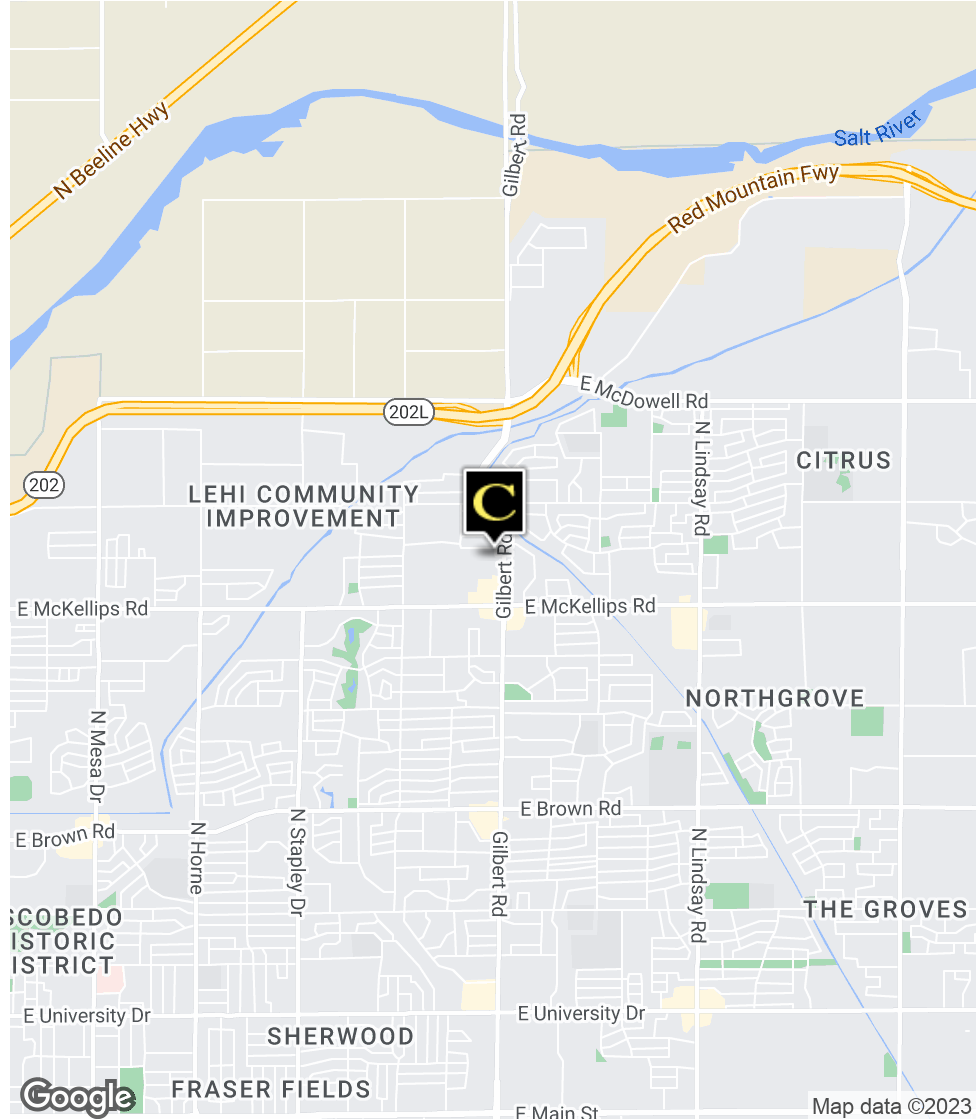 Salt River
N Beeline Hwy
Gilbert Rd
Red Mountain Fwy
E McDowell Rd
202L
N Lindsay Rd
CITRUS
202
LEHI COMMUNITY
IMPROVEMENT
C
Gilbert Rd
E McKellips Rd
E McKellips Rd
NORTHGROVE
N Mesa Dr
E Brown Rd
E Brown Rd
N Horne
N Stapley Dr
Gilbert Rd
N Lindsay Rd
SCOBEDO
ISTORIC
ISTRICT
THE GROVES
E University Dr
E University Dr
SHERWOOD
FRASER FIELDS
Google
E Main St
Map data ©2023